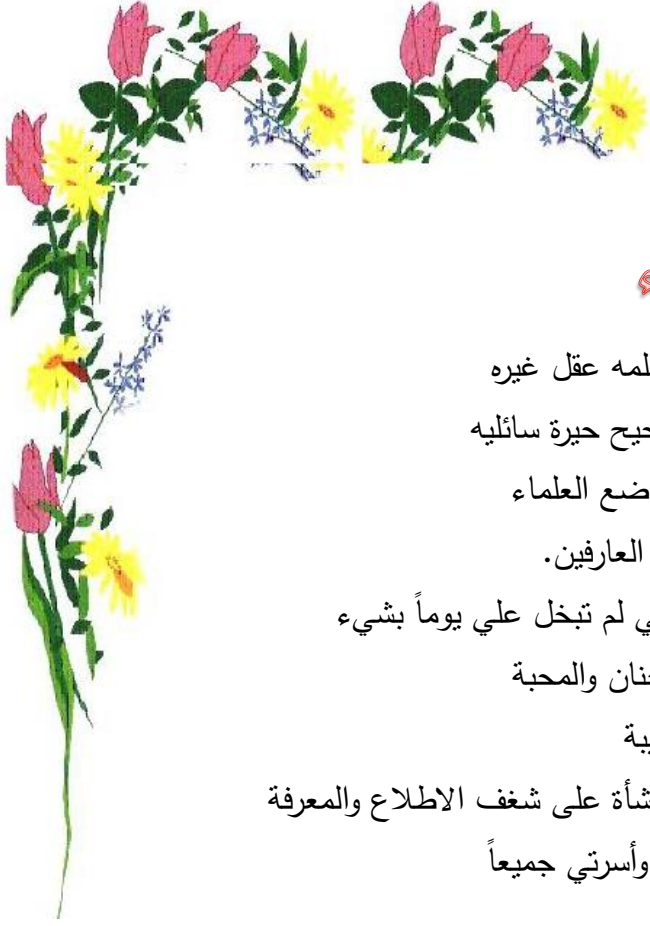 لمه عقل غيره
حيح حيرة سائليه
ضع العلماء
العارفين.
ي لم تبخل علي يوماً بشيء
نان والمحبة
يبة
شأة على شغف الاطلاع والمعرفة
وأسرتي جميعاً